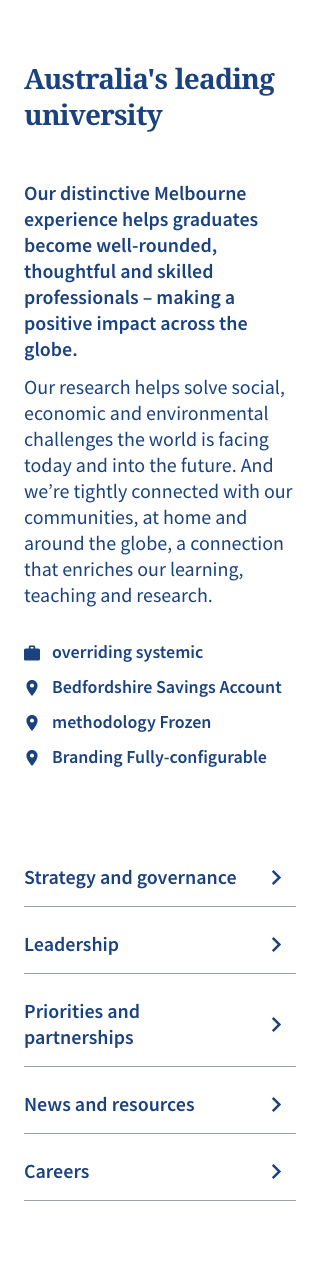 Australia's leading
university
Our distinctive Melbourne
experience helps graduates
become well-rounded,
thoughtful and skilled
professionals – making a
positive impact across the
globe.
Our research helps solve social,
economic and environmental
challenges the world is facing
today and into the future. And
we’re tightly connected with our
communities, at home and
around the globe, a connection
that enriches our learning,
teaching and research.
overriding systemic
Bedfordshire Savings Account
methodology Frozen
Branding Fully-configurable
Strategy and governance
Leadership
Priorities and
partnerships
News and resources
Careers